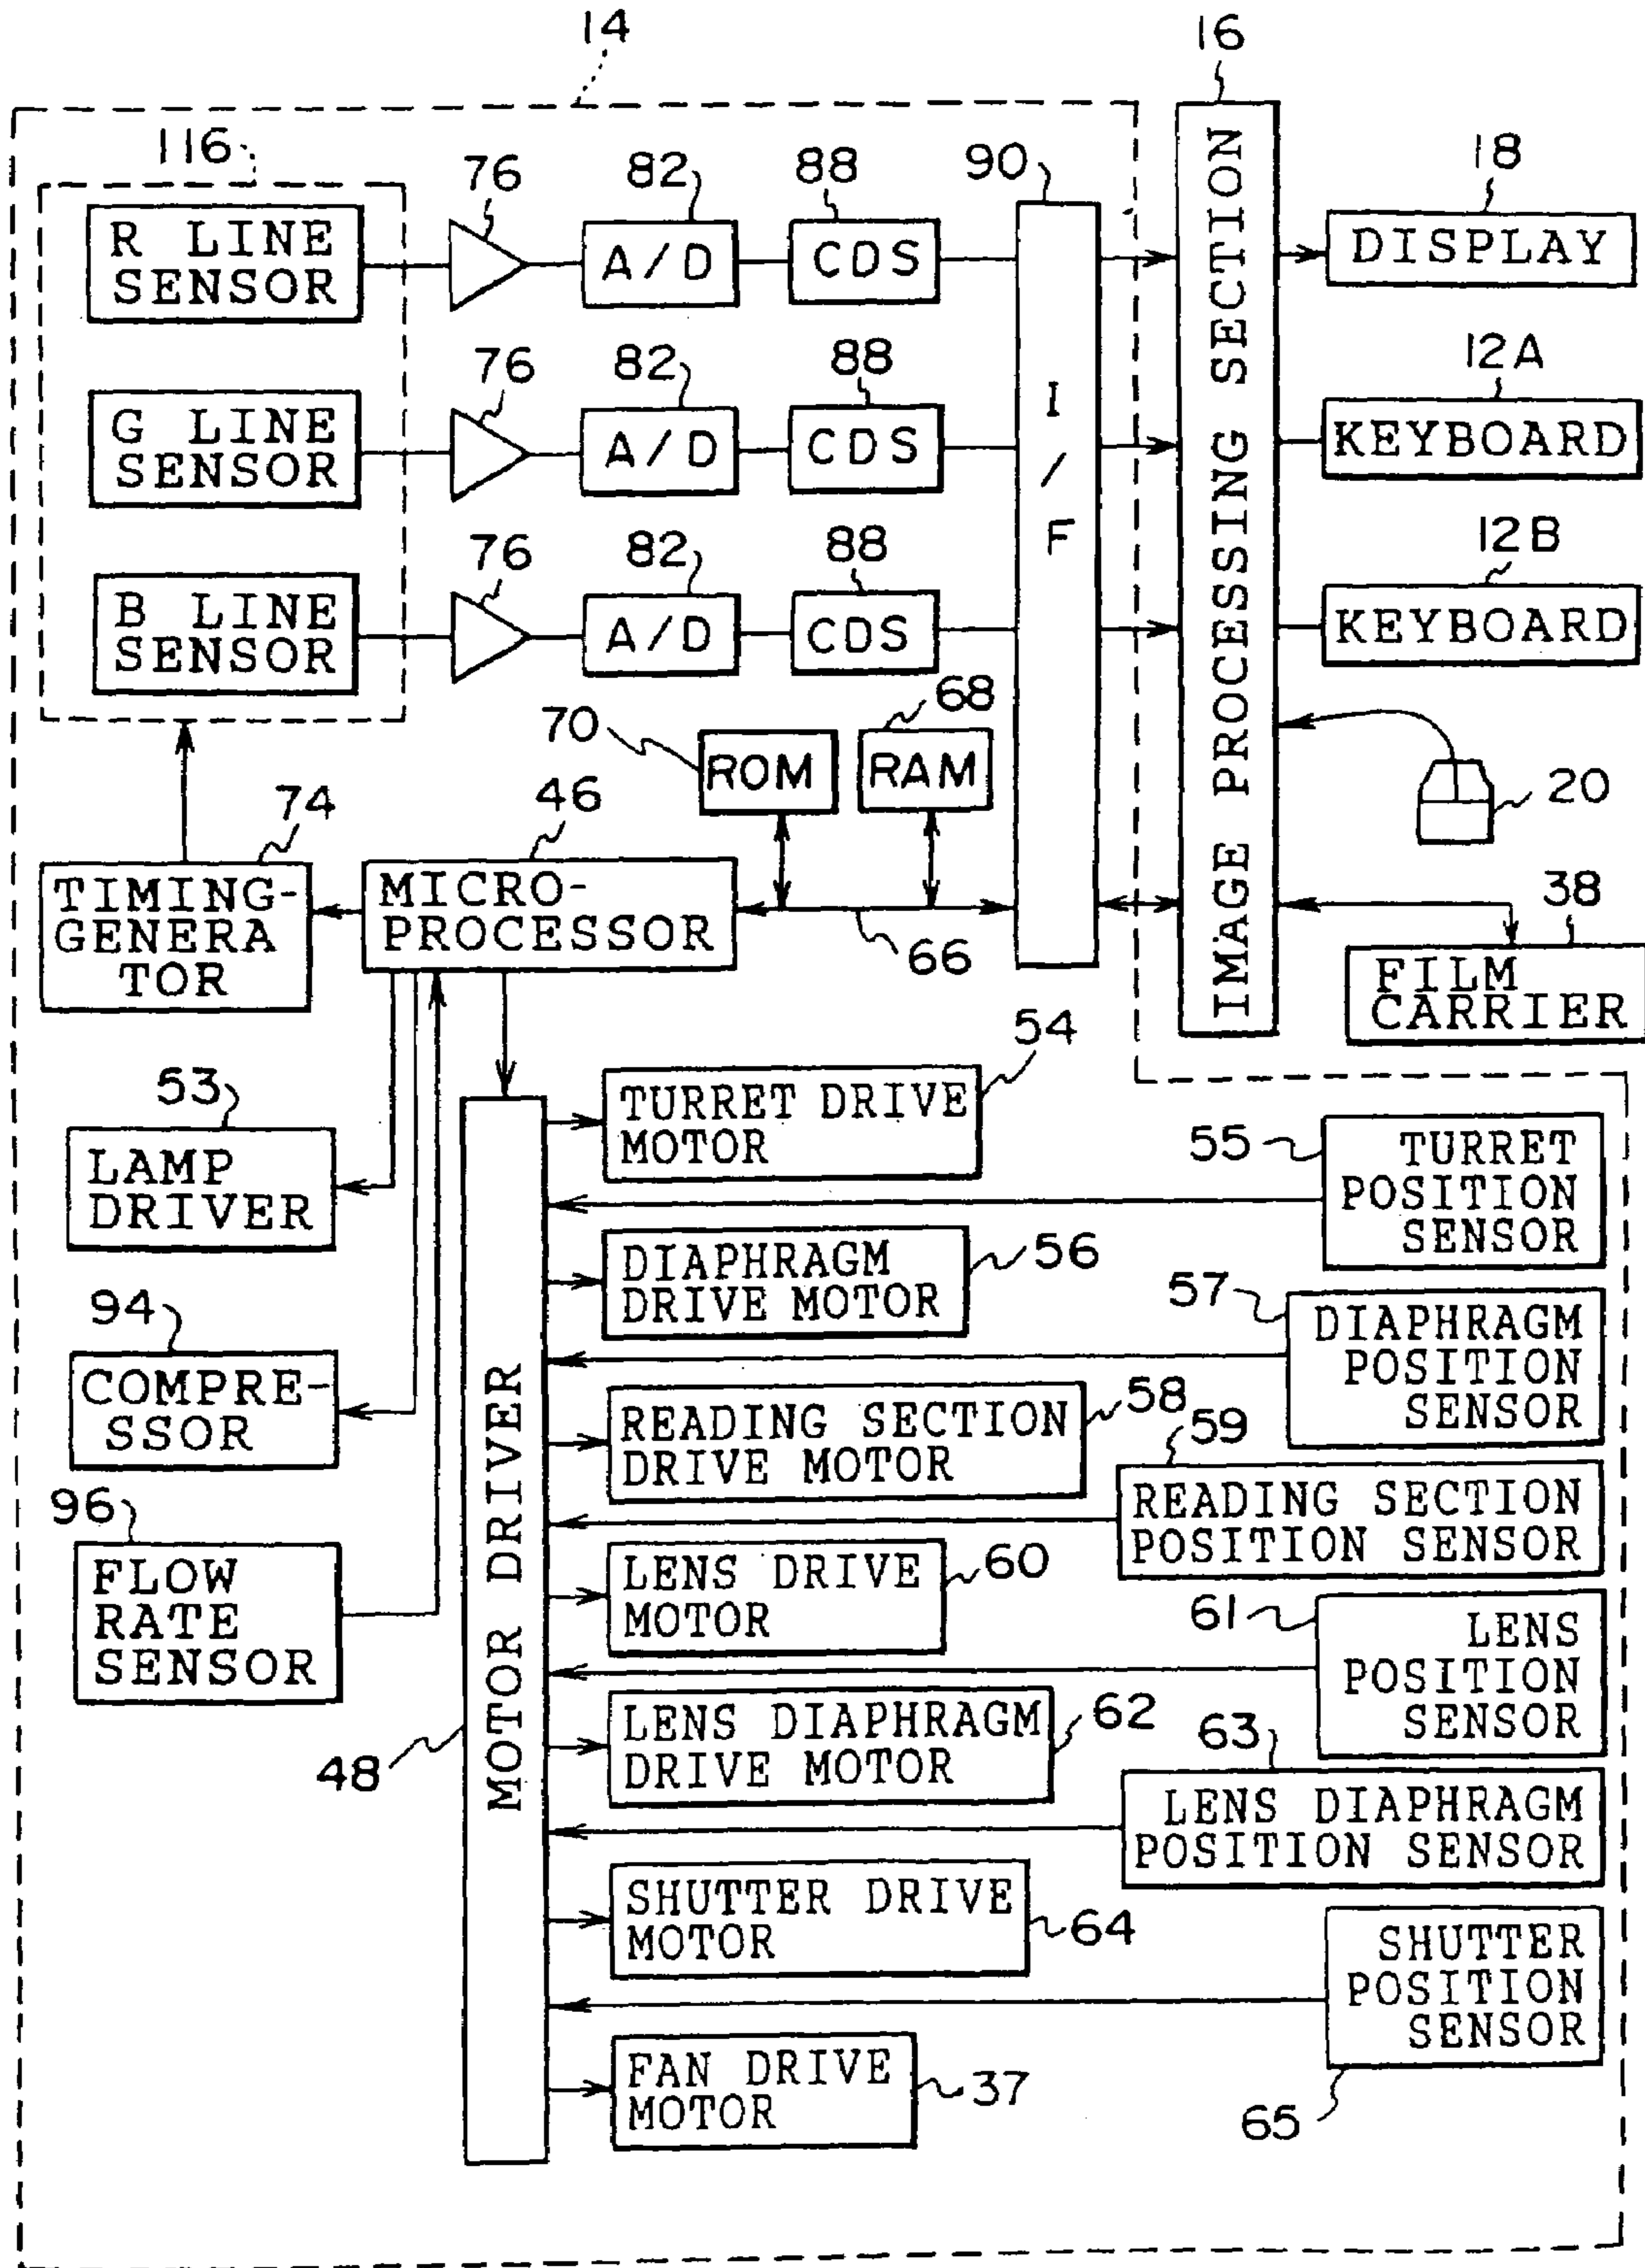 14
16
116
R LINE
SENSOR
76
A/D
82
CDS
88
90
I/F
IMAGE PROCESSING SECTION
18
DISPLAY
G LINE
SENSOR
76
A/D
82
CDS
88
12A
KEYBOARD
B LINE
SENSOR
76
A/D
82
CDS
88
12B
KEYBOARD
70
ROM
68
RAM
20
74
TIMING-
GENERA
TOR
46
MICRO-
PROCESSOR
66
38
FILM
CARRIER
53
LAMP
DRIVER
94
COMPRE-
SSOR
96
FLOW
RATE
SENSOR
48
MOTOR DRIVER
54
TURRET DRIVE
MOTOR
55
TURRET
POSITION
SENSOR
56
DIAPHRAGM
DRIVE MOTOR
57
DIAPHRAGM
POSITION
SENSOR
58
READING SECTION
DRIVE MOTOR
59
READING SECTION
POSITION SENSOR
60
LENS DRIVE
MOTOR
61
LENS
POSITION
SENSOR
62
LENS DIAPHRAGM
DRIVE MOTOR
63
LENS DIAPHRAGM
POSITION SENSOR
64
SHUTTER DRIVE
MOTOR
65
SHUTTER
POSITION
SENSOR
37
FAN DRIVE
MOTOR